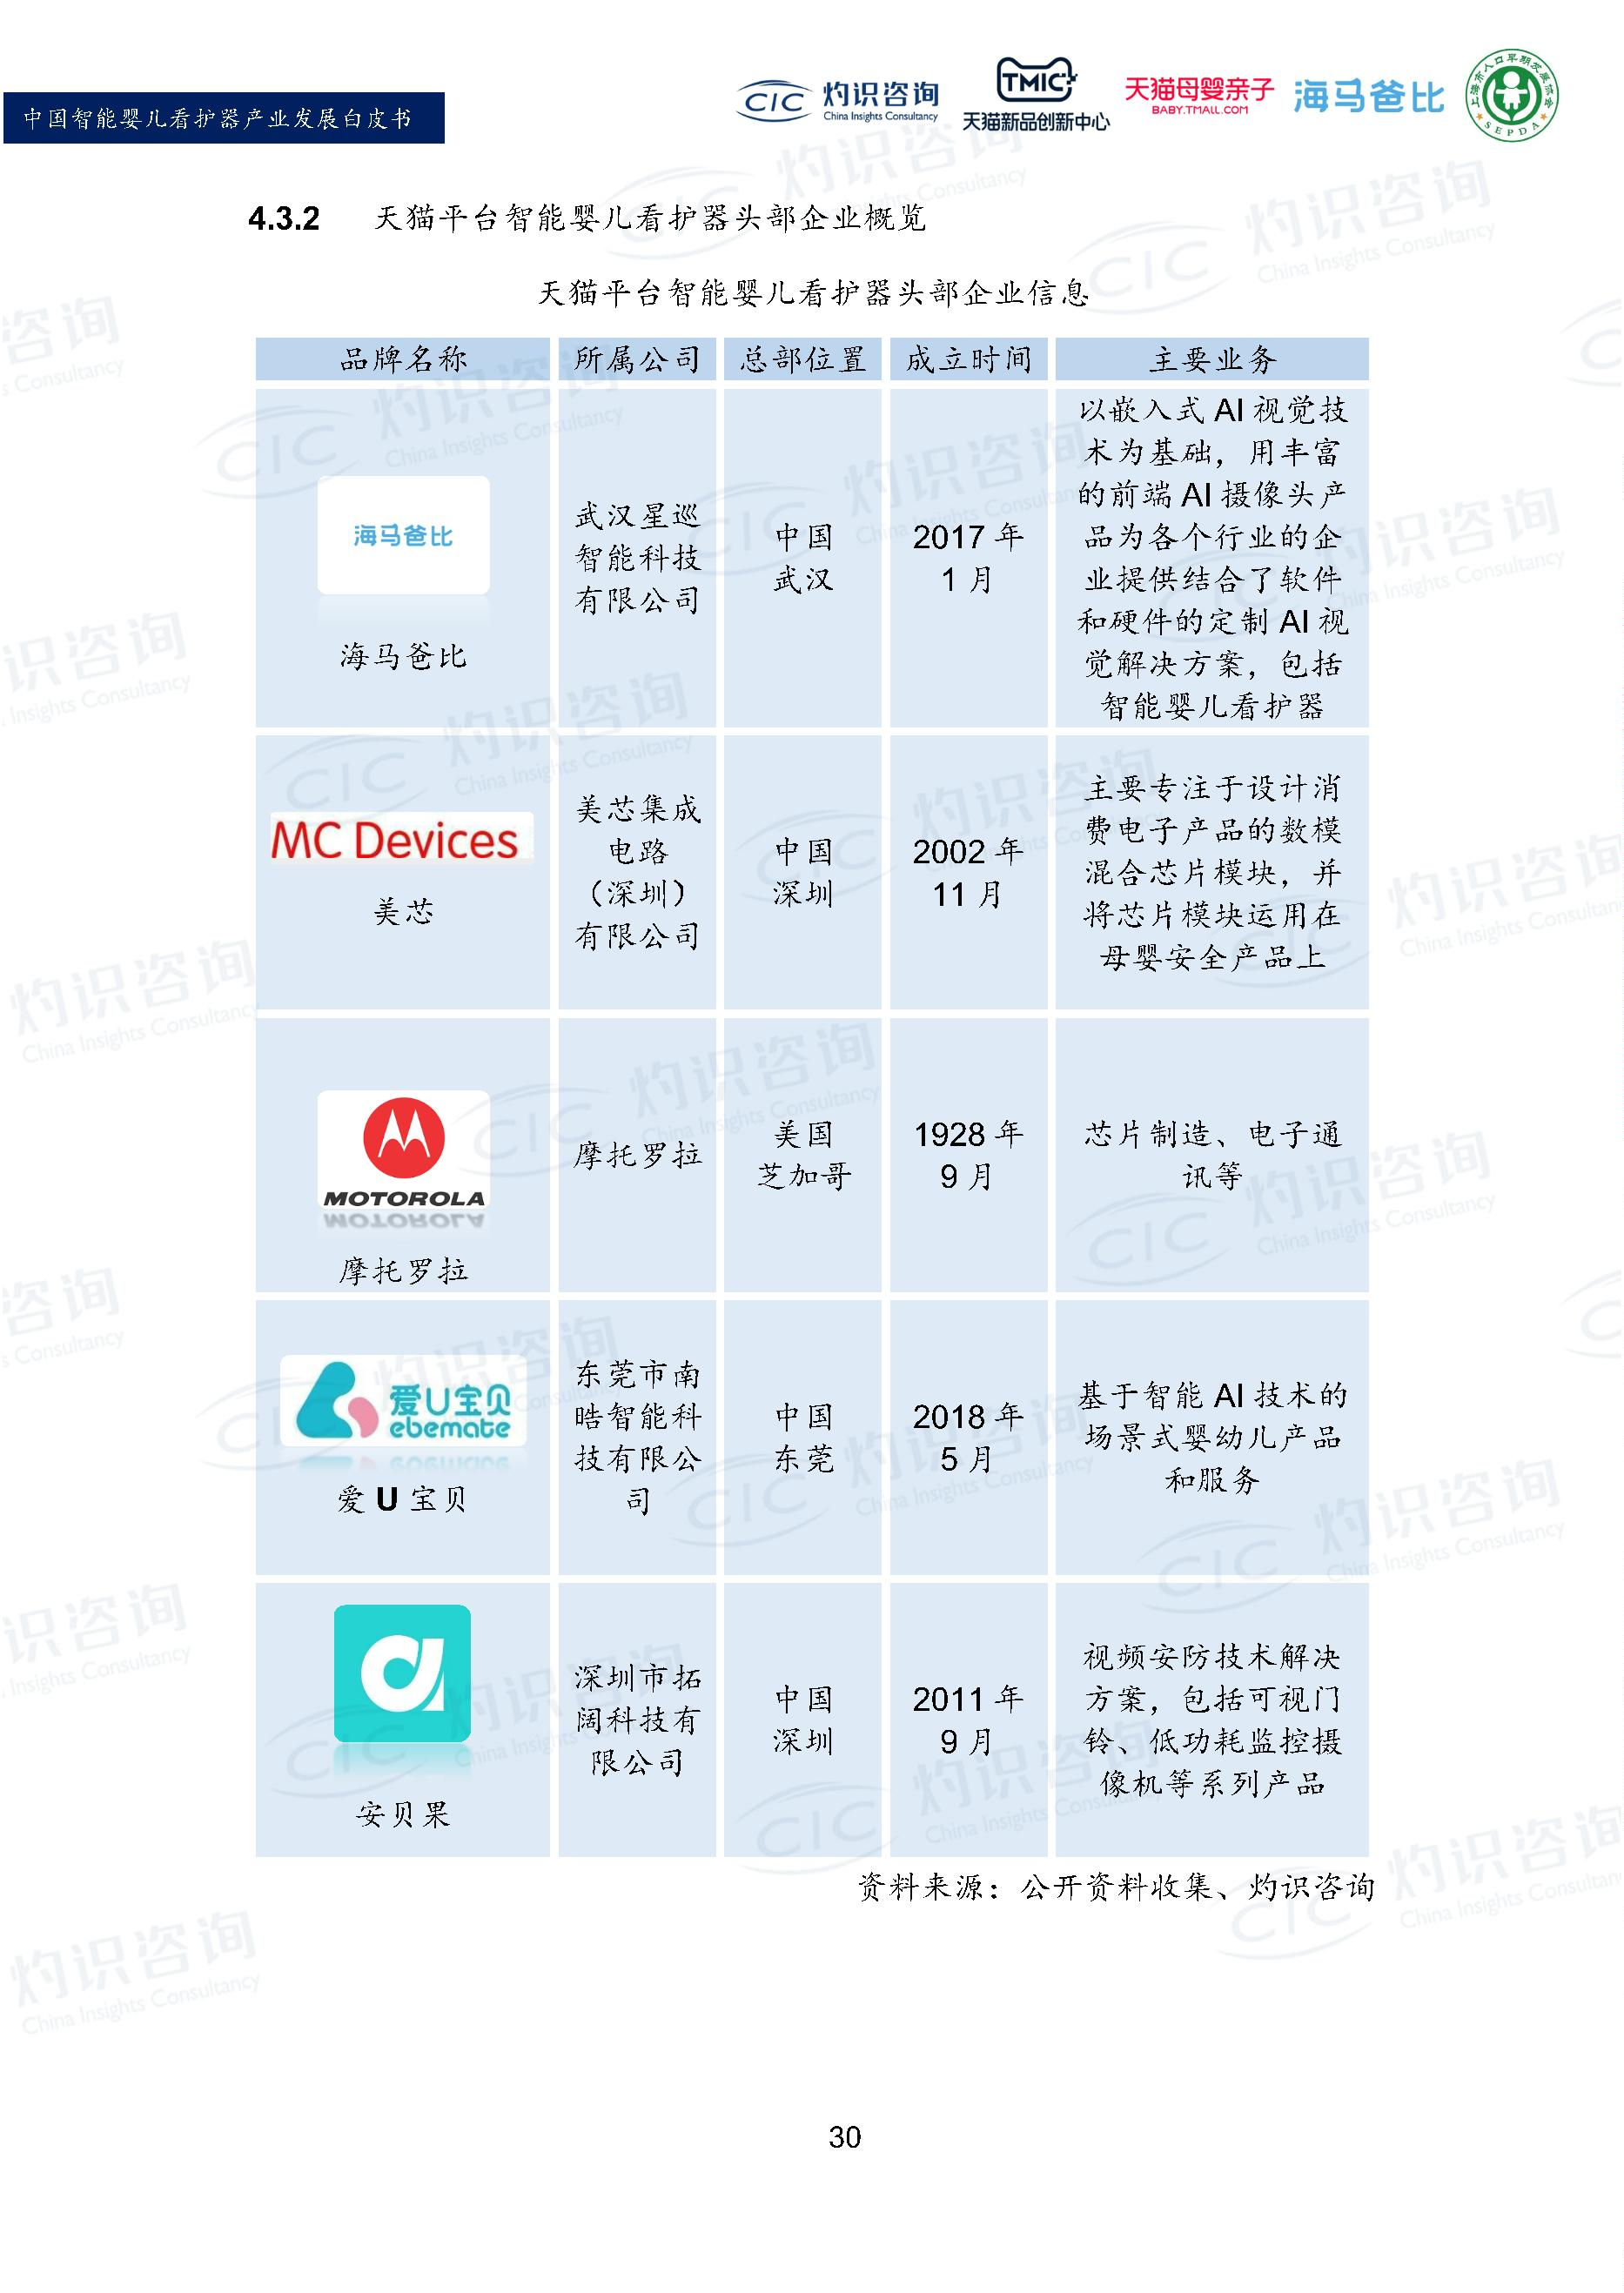 中国智能婴儿看护器产业发展白皮书
CIC 灼识咨询
China Insights Consultancy
TMIC
天猫新品创新中心
天猫母婴亲子
BABY.TMALL.COM
海马爸比
上海市人口早期发展协会
SEPDA
4.3.2 天猫平台智能婴儿看护器头部企业概览
天猫平台智能婴儿看护器头部企业信息
品牌名称 所属公司 总部位置 成立时间 主要业务
海马爸比
海马爸比
武汉星巡
智能科技
有限公司
中国
武汉
2017 年
1 月
以嵌入式 AI 视觉技
术为基础，用丰富
的前端 AI 摄像头产
品为各个行业的企
业提供结合了软件
和硬件的定制 AI 视
觉解决方案，包括
智能婴儿看护器
MC Devices
美芯
美芯集成
电路
（深圳）
有限公司
中国
深圳
2002 年
11 月
主要专注于设计消
费电子产品的数模
混合芯片模块，并
将芯片模块运用在
母婴安全产品上
MOTOROLA
摩托罗拉
摩托罗拉
美国
芝加哥
1928 年
9 月
芯片制造、电子通
讯等
爱U宝贝
ebemate
爱 U 宝贝
东莞市南
皓智能科
技有限公
司
中国
东莞
2018 年
5 月
基于智能 AI 技术的
场景式婴幼儿产品
和服务
安贝果
深圳市拓
阔科技有
限公司
中国
深圳
2011 年
9 月
视频安防技术解决
方案，包括可视门
铃、低功耗监控摄
像机等系列产品
资料来源：公开资料收集、灼识咨询
30